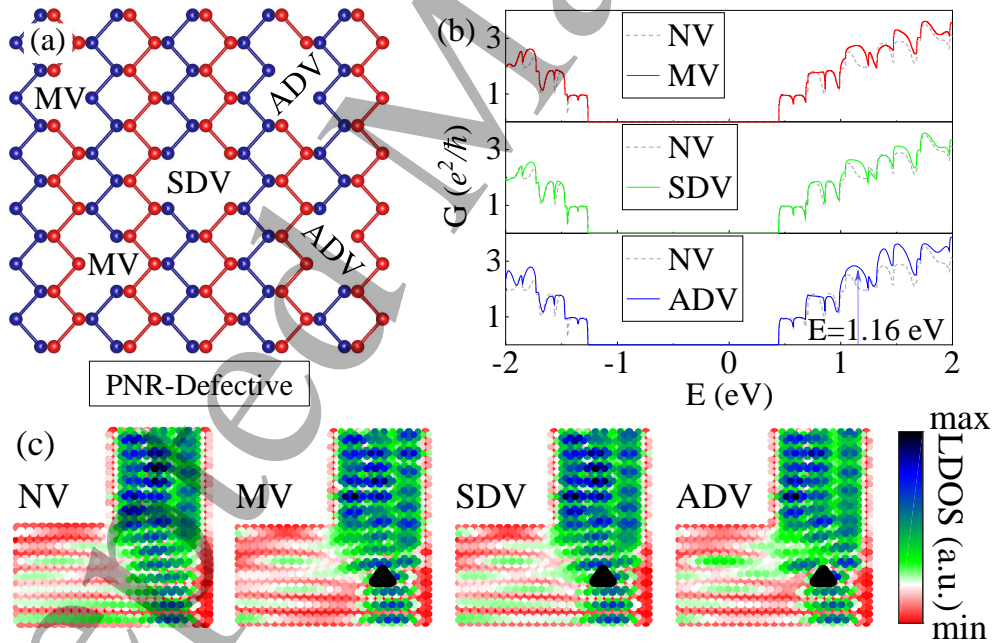 (a)
MV
ADV
SDV
MV
ADV
PNR-Defective
(b)
G (e²/ℏ)
3
1
NV
MV
3
1
NV
SDV
3
1
NV
ADV
E=1.16 eV
-2 -1 0 1 2
E (eV)
(c)
NV
MV
SDV
ADV
max
LDOS (a.u.)
min